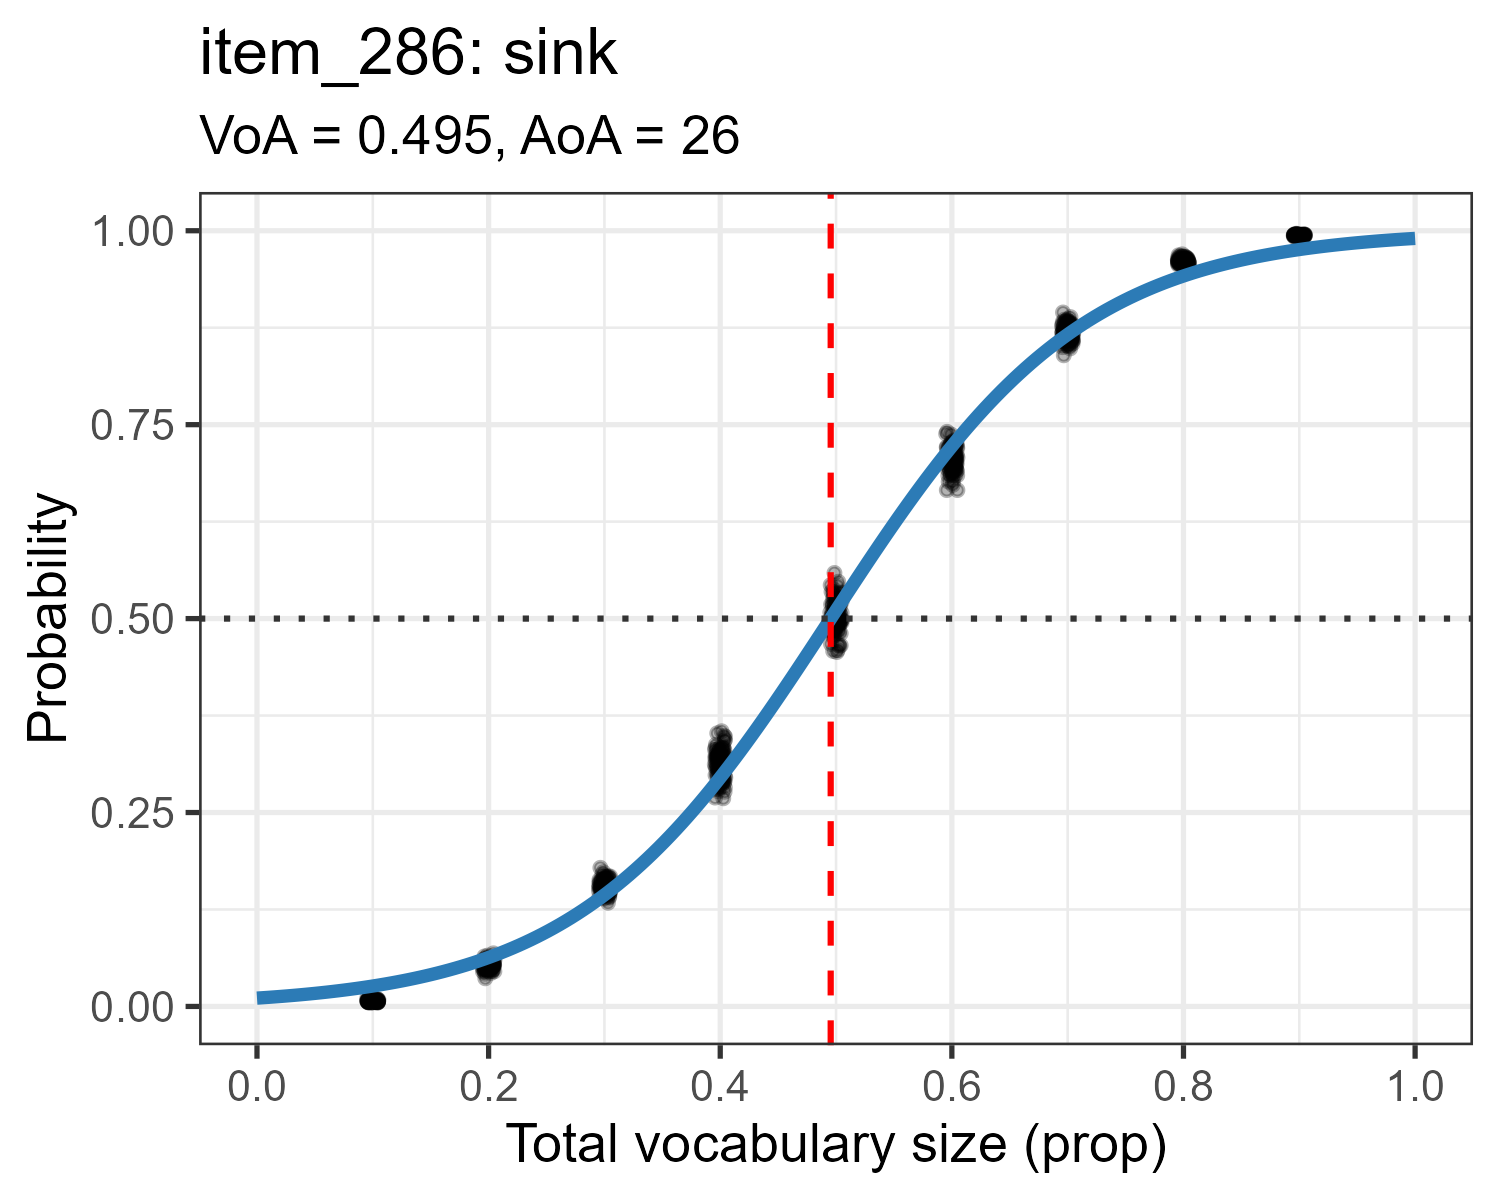 item_286: sink
VoA = 0.495, AoA = 26
1.00
0.75
0.50
0.25
0.00
Probability
0.0 0.2 0.4 0.6 0.8 1.0
Total vocabulary size (prop)